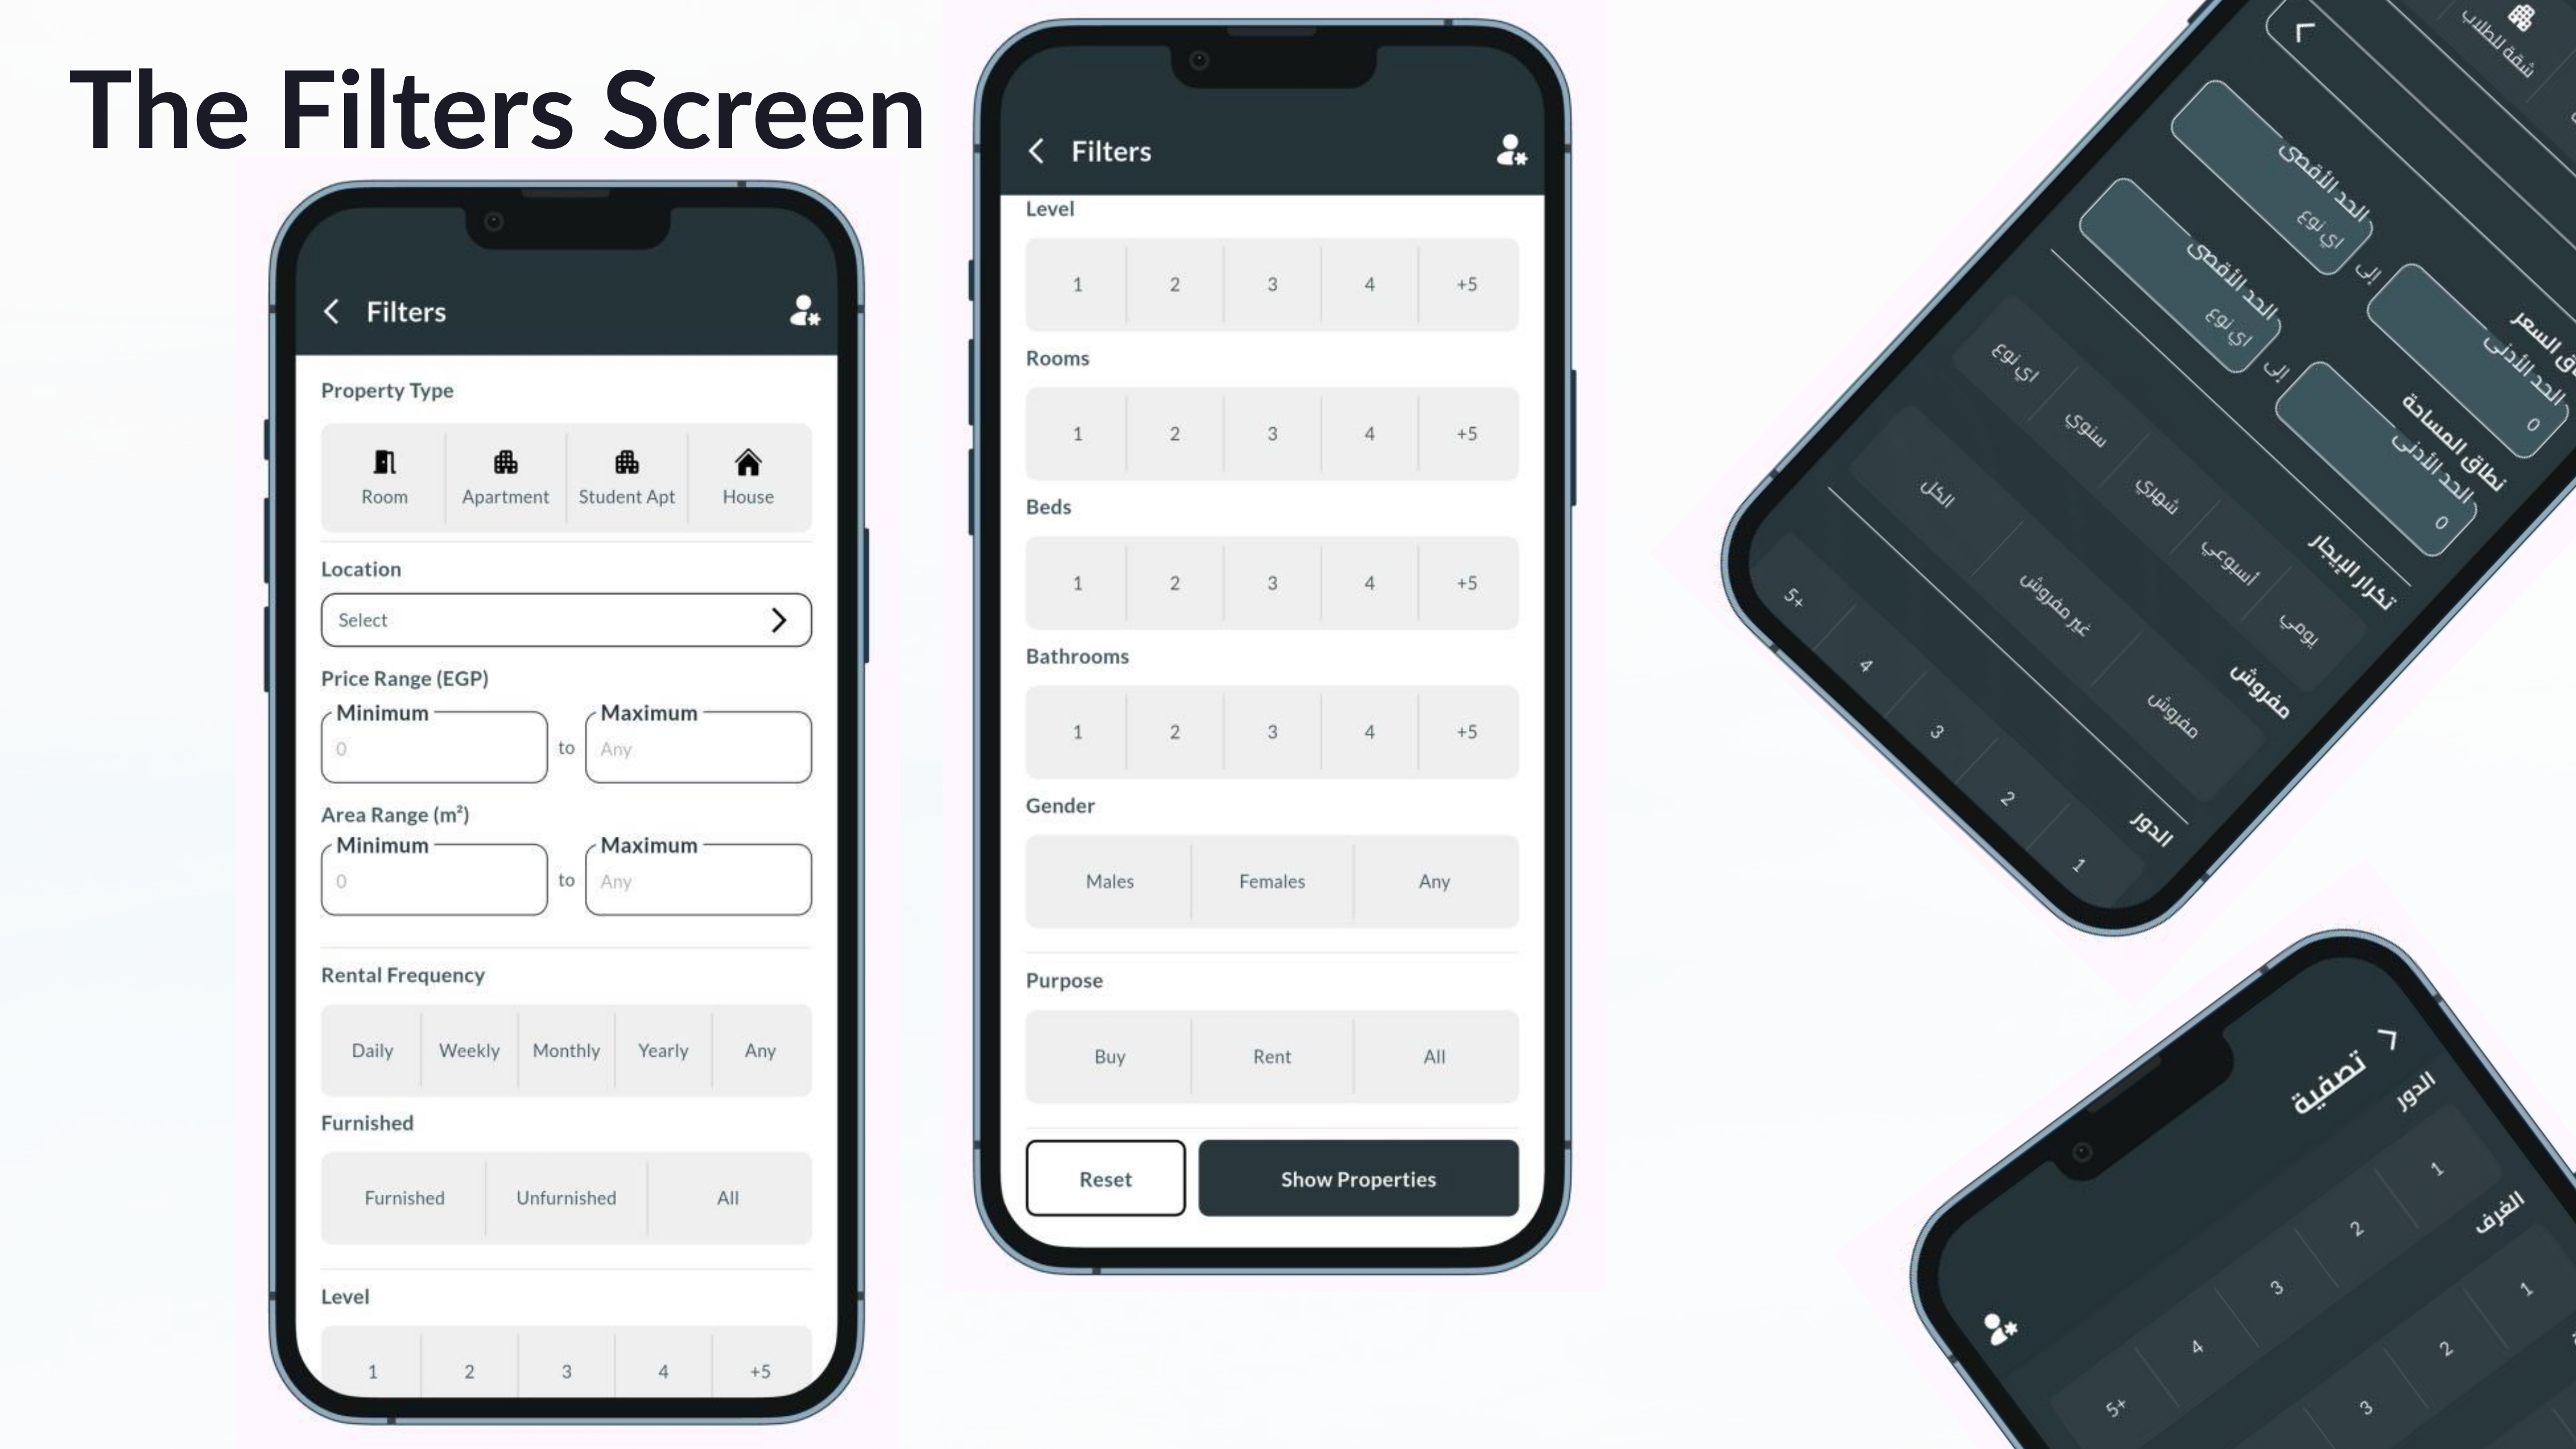 The Filters Screen
Filters
Property Type
Room Apartment Student Apt House
Location
Select
Price Range (EGP)
Minimum Maximum
0 to Any
Area Range (m²)
Minimum Maximum
0 to Any
Rental Frequency
Daily Weekly Monthly Yearly Any
Furnished
Furnished Unfurnished All
Level
1 2 3 4 +5
Filters
Level
1 2 3 4 +5
Rooms
1 2 3 4 +5
Beds
1 2 3 4 +5
Bathrooms
1 2 3 4 +5
Gender
Males Females Any
Purpose
Buy Rent All
Reset Show Properties
شقة للطلاب
السعر
الحد الأدنى الحد الأقصى
0 إلى اي نوع
نطاق المساحة
الحد الأدنى الحد الأقصى
0 إلى اي نوع
تكرار الإيجار
يومي أسبوعي شهري سنوي اي نوع
مفروش
مفروش غير مفروش الكل
الدور
1 2 3 4 5+
تصفية
الدور
1 2 3 4 5+
الغرف
1 2 3